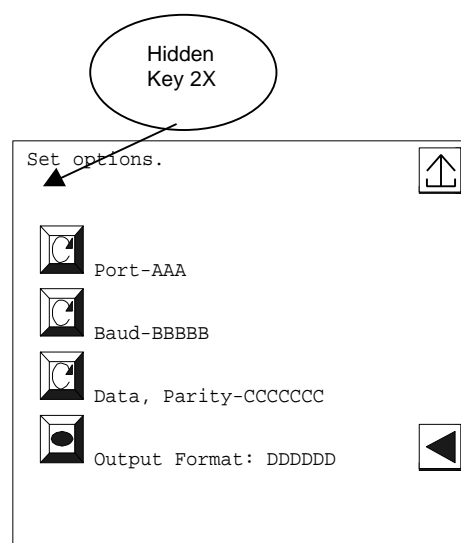 Hidden
Key 2X
Set options.
Port-AAA
Baud-BBBBB
Data, Parity-CCCCCCC
Output Format: DDDDDD